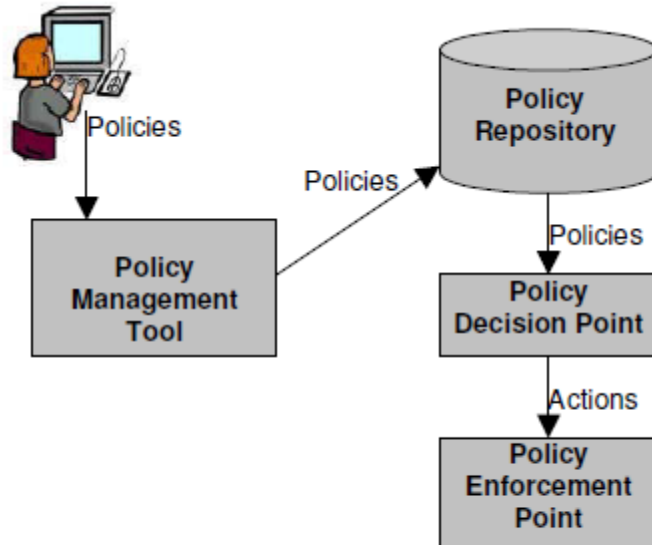 Policies
Policy
Management
Tool
Policies
Policy
Repository
Policies
Policy
Decision Point
Actions
Policy
Enforcement
Point